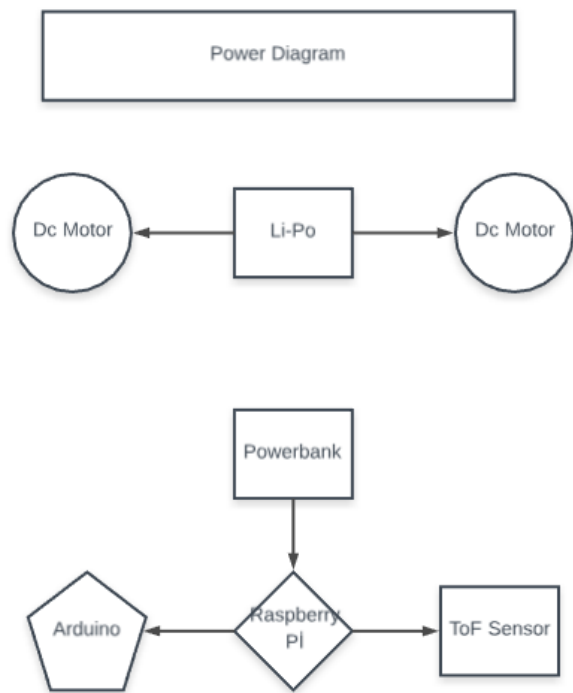 Power Diagram
Dc Motor
Li-Po
Dc Motor
Powerbank
Arduino
Raspberry
Pİ
ToF Sensor